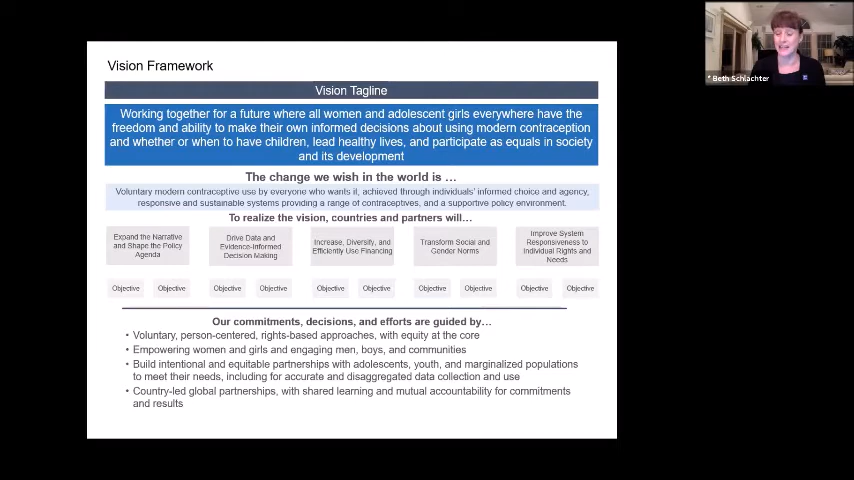 Vision Framework
Vision Tagline
Working together for a future where all women and adolescent girls everywhere have the
freedom and ability to make their own informed decisions about using modern contraception
and whether or when to have children, lead healthy lives, and participate as equals in society
and its development
The change we wish in the world is …
Voluntary modern contraceptive use by everyone who wants it, achieved through individuals' informed choice and agency,
responsive and sustainable systems providing a range of contraceptives, and a supportive policy environment.
To realize the vision, countries and partners will…
Expand the Narrative
and Shape the Policy
Agenda
Drive Data and
Evidence-Informed
Decision Making
Increase, Diversify, and
Efficiently Use Financing
Transform Social and
Gender Norms
Improve System
Responsiveness to
Individual Rights and
Needs
Objective Objective Objective Objective Objective Objective Objective Objective Objective Objective
Our commitments, decisions, and efforts are guided by…
• Voluntary, person-centered, rights-based approaches, with equity at the core
• Empowering women and girls and engaging men, boys, and communities
• Build intentional and equitable partnerships with adolescents, youth, and marginalized populations
to meet their needs, including for accurate and disaggregated data collection and use
• Country-led global partnerships, with shared learning and mutual accountability for commitments
and results
* Beth Schlachter